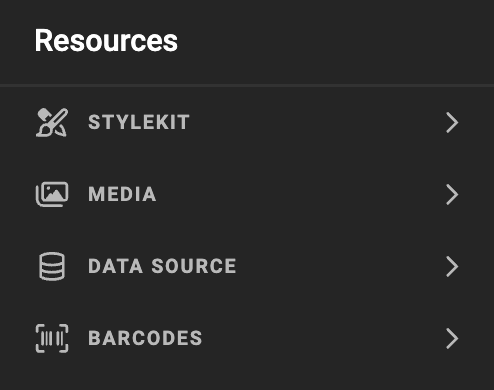 Resources
STYLEKIT
MEDIA
DATA SOURCE
BARCODES